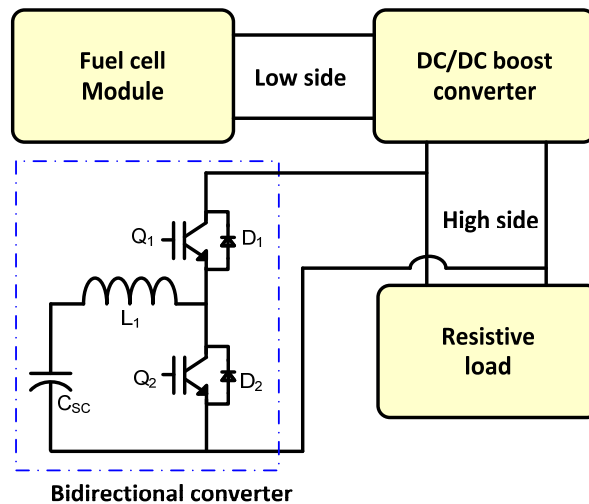 Fuel cell
Module
Low side
DC/DC boost
converter
High side
Q₁
D₁
L₁
Q₂
D₂
C_SC
Resistive
load
Bidirectional converter